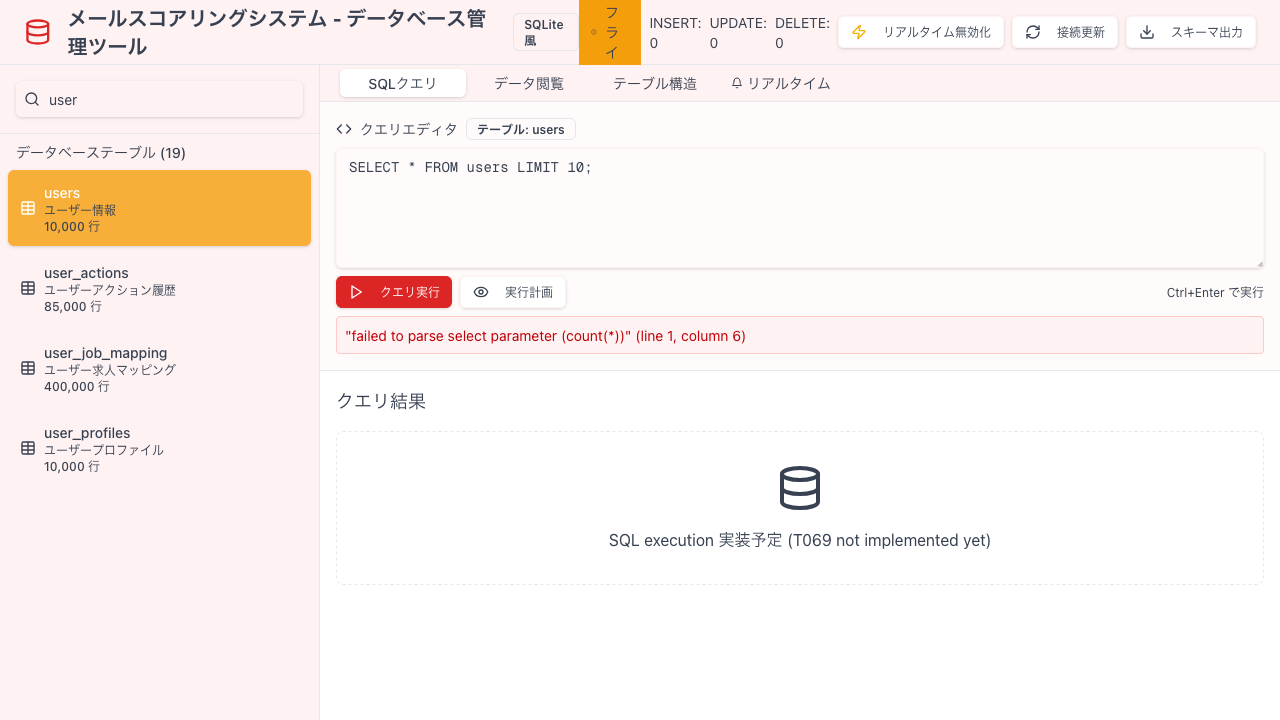 メールスコアリングシステム - データベース管
理ツール
SQLite
風
フ
ラ
イ
INSERT:
0
UPDATE:
0
DELETE:
0
リアルタイム無効化
接続更新
スキーマ出力
user
データベーステーブル (19)
users
ユーザー情報
10,000 行
user_actions
ユーザーアクション履歴
85,000 行
user_job_mapping
ユーザー求人マッピング
400,000 行
user_profiles
ユーザープロファイル
10,000 行
SQLクエリ
データ閲覧
テーブル構造
リアルタイム
クエリエディタ
テーブル: users
SELECT * FROM users LIMIT 10;
クエリ実行
実行計画
Ctrl+Enter で実行
"failed to parse select parameter (count(*))" (line 1, column 6)
クエリ結果
SQL execution 実装予定 (T069 not implemented yet)